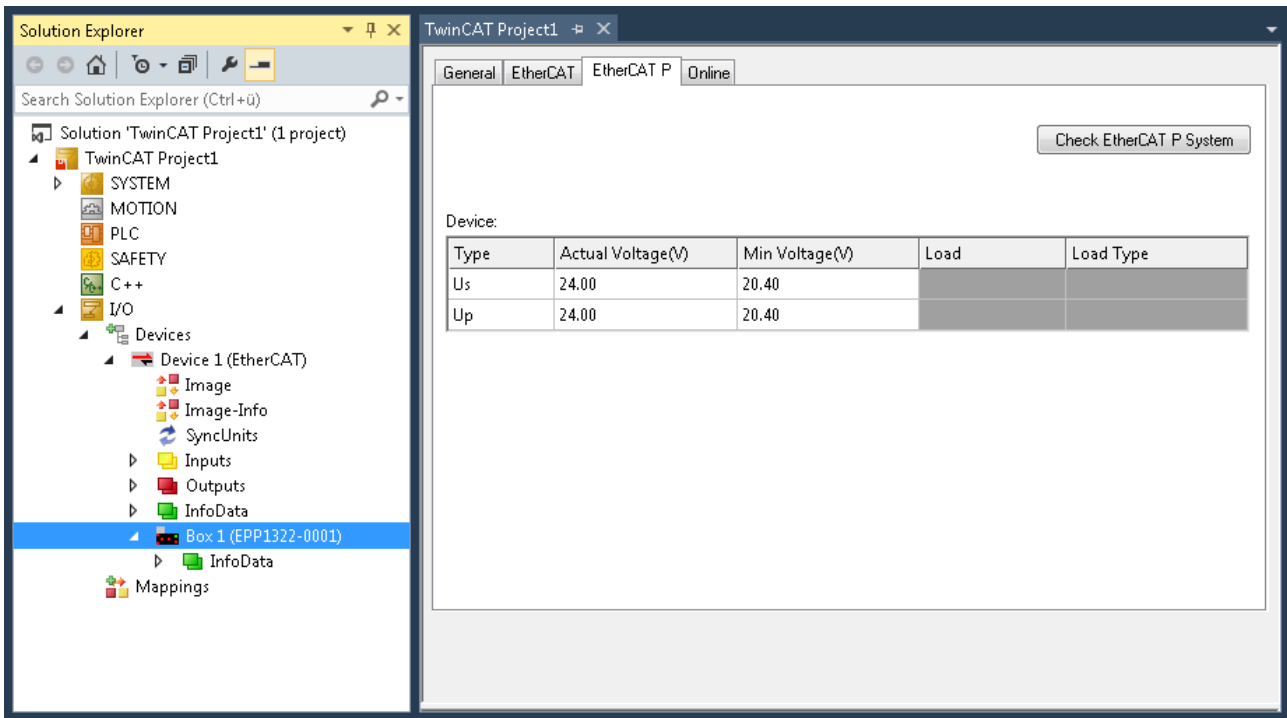 Solution Explorer
Search Solution Explorer (Ctrl+ü)
Solution 'TwinCAT Project1' (1 project)
TwinCAT Project1
SYSTEM
MOTION
PLC
SAFETY
C++
I/O
Devices
Device 1 (EtherCAT)
Image
Image-Info
SyncUnits
Inputs
Outputs
InfoData
Box 1 (EPP1322-0001)
InfoData
Mappings
TwinCAT Project1
General EtherCAT EtherCAT P Online
Check EtherCAT P System
Device:
Type Actual Voltage(V) Min Voltage(V) Load Load Type
Us 24.00 20.40
Up 24.00 20.40